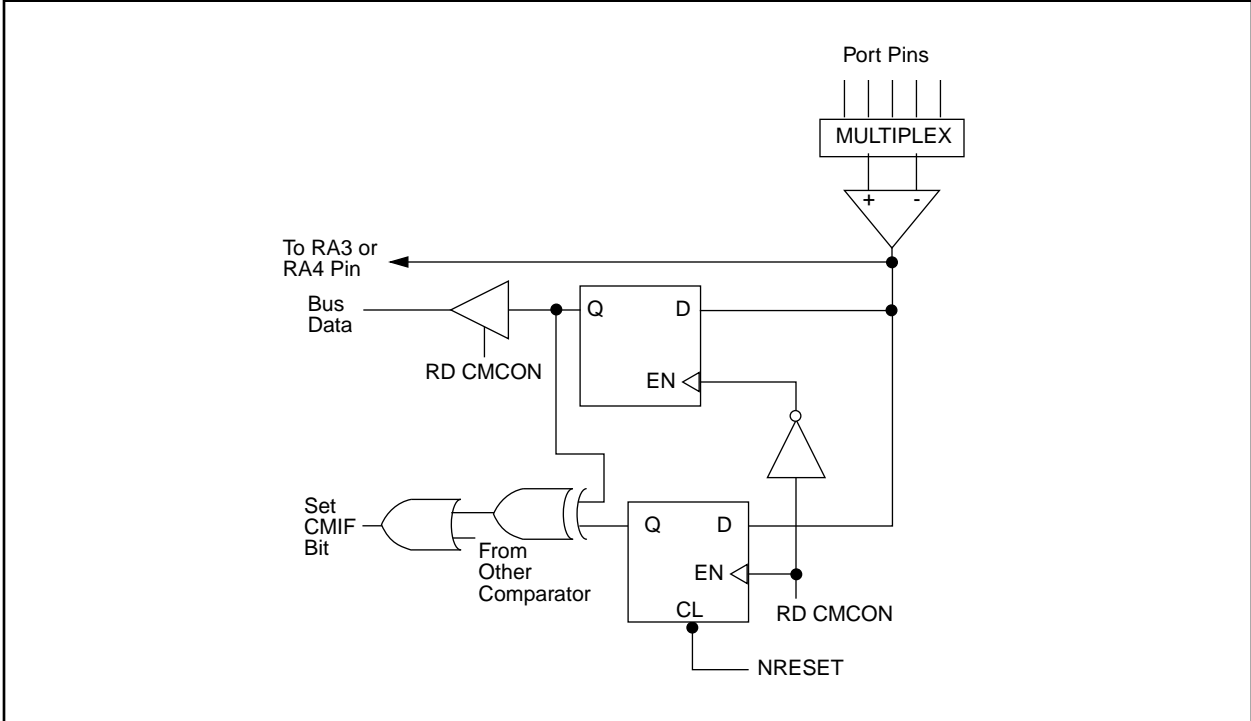 Port Pins
MULTIPLEX
+ -
To RA3 or
RA4 Pin
Bus
Data
Q D
RD CMCON
EN
Set
CMIF
Bit
Q D
From
Other
Comparator
EN
CL
RD CMCON
NRESET